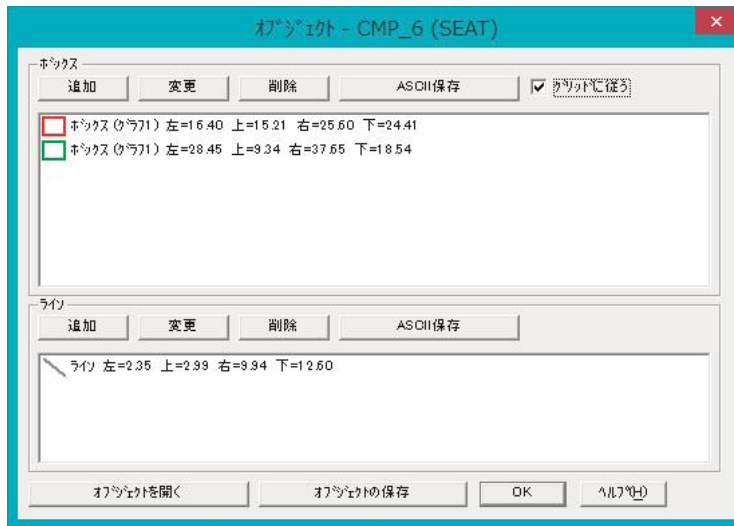 ｵﾌﾞｼﾞｪｸﾄ - CMP_6 (SEAT)
ﾎﾞｯｸｽ
追加 変更 削除 ASCII保存 ｸﾞﾘｯﾄﾞに従う
ﾎﾞｯｸｽ (ｸﾞﾗﾌ1) 左=16.40 上=15.21 右=25.60 下=24.41
ﾎﾞｯｸｽ (ｸﾞﾗﾌ1) 左=28.45 上=9.34 右=37.65 下=18.54
ﾗｲﾝ
追加 変更 削除 ASCII保存
ﾗｲﾝ 左=2.35 上=2.99 右=9.94 下=12.60
ｵﾌﾞｼﾞｪｸﾄを開く ｵﾌﾞｼﾞｪｸﾄの保存 OK ﾍﾙﾌﾟ(H)